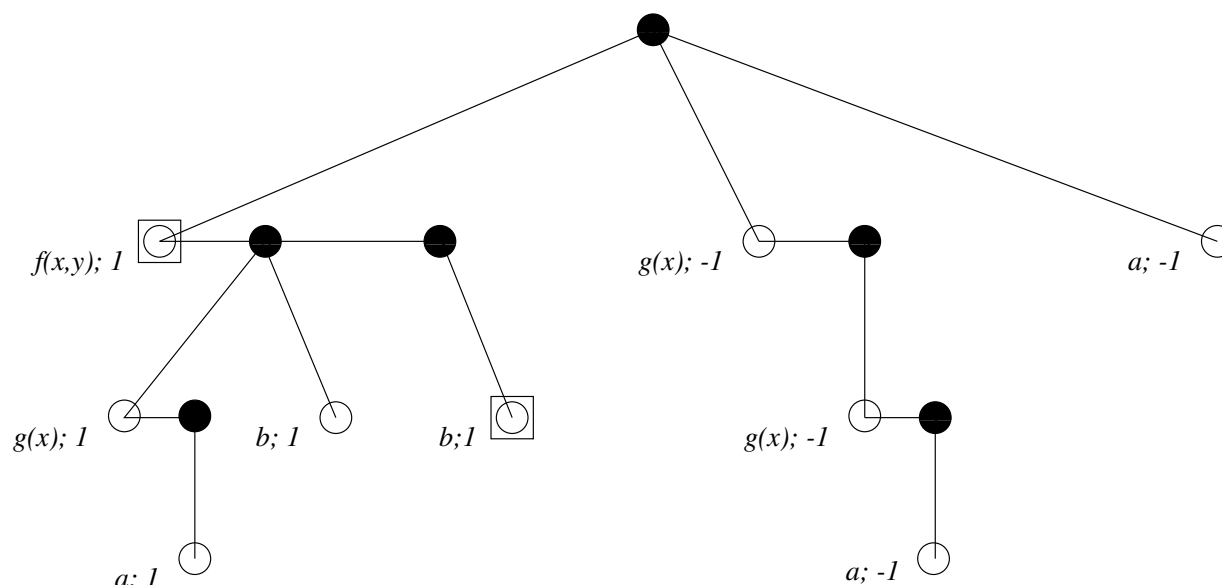 f(x,y); 1
g(x); -1
a; -1
g(x); 1
b; 1
b;1
g(x); -1
a; 1
a; -1